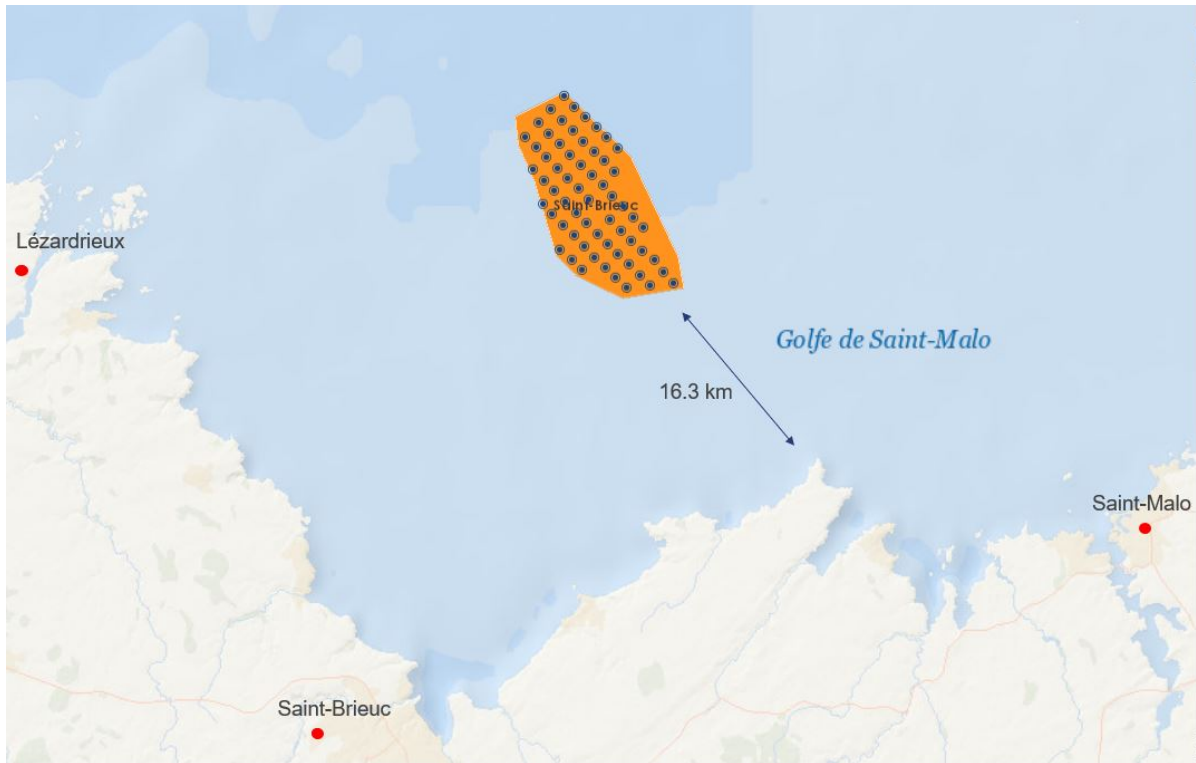 Saint-Brieuc
Lézardrieux
Golfe de Saint-Malo
16.3 km
Saint-Malo
Saint-Brieuc